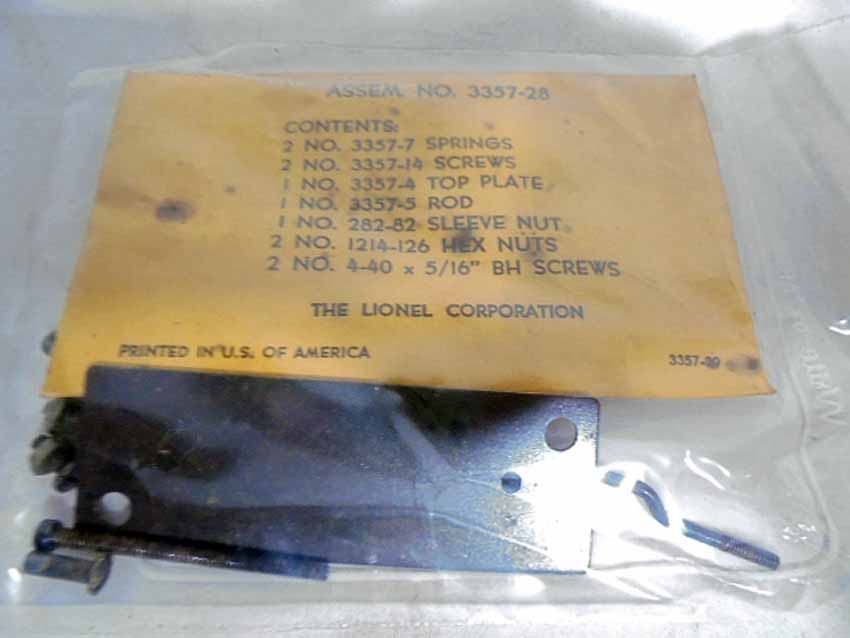 ASSEM. NO. 3357-28
CONTENTS:
2 NO. 3357-7 SPRINGS
2 NO. 3357-14 SCREWS
1 NO. 3357-4 TOP PLATE
1 NO. 3357-5 ROD
1 NO. 282-82 SLEEVE NUT
2 NO. 1214-126 HEX NUTS
2 NO. 4-40 x 5/16" BH SCREWS
THE LIONEL CORPORATION
PRINTED IN U.S. OF AMERICA